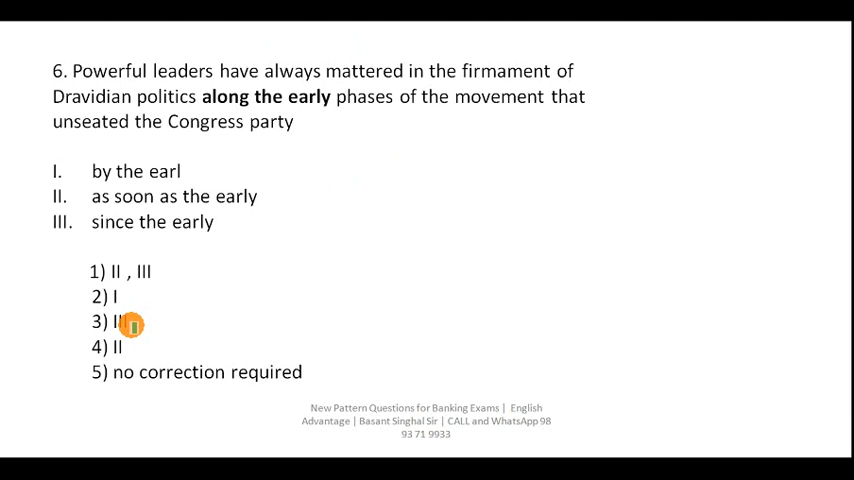 6. Powerful leaders have always mattered in the firmament of
Dravidian politics along the early phases of the movement that
unseated the Congress party
I. by the earl
II. as soon as the early
III. since the early
1) II , III
2) I
3) III
4) II
5) no correction required
New Pattern Questions for Banking Exams | English
Advantage | Basant Singhal Sir | CALL and WhatsApp 98
93 71 9933